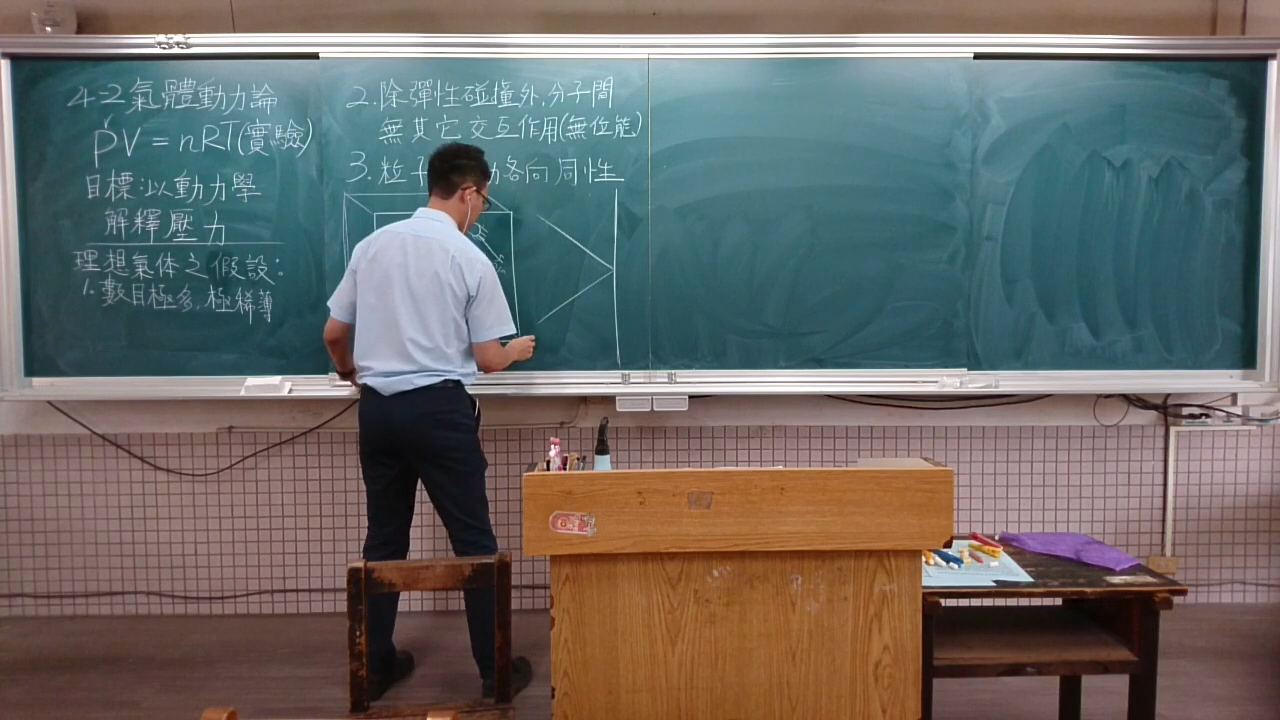 4-2 氣體動力論
PV = nRT(實驗)
目標:以動力學
解釋壓力
理想氣体之假設:
1. 數目極多,極稀薄
2. 除彈性碰撞外,分子間
無其它交互作用(無位能)
3. 粒子 動各向同性